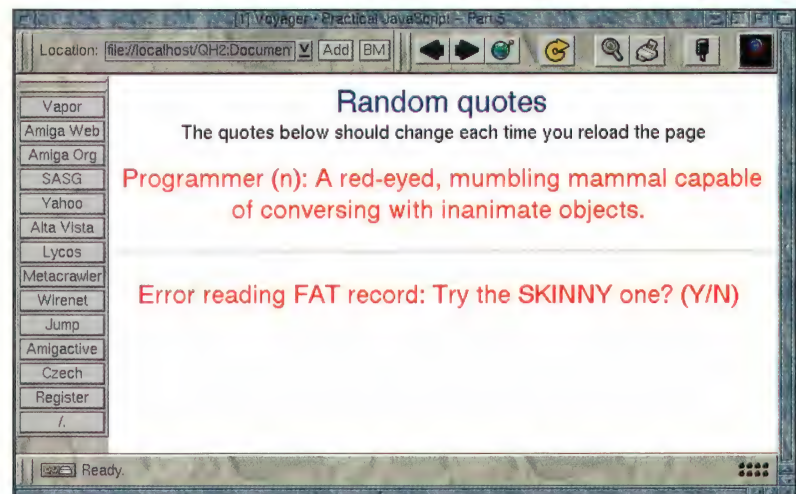 [1] Voyager • Practical JavaScript - Part 5
Location: file://localhost/QH2:Documen Add BM
Vapor
Amiga Web
Amiga Org
SASG
Yahoo
Alta Vista
Lycos
Metacrawler
Wirenet
Jump
Amigactive
Czech
Register
/.
Random quotes
The quotes below should change each time you reload the page
Programmer (n): A red-eyed, mumbling mammal capable
of conversing with inanimate objects.
Error reading FAT record: Try the SKINNY one? (Y/N)
Ready.